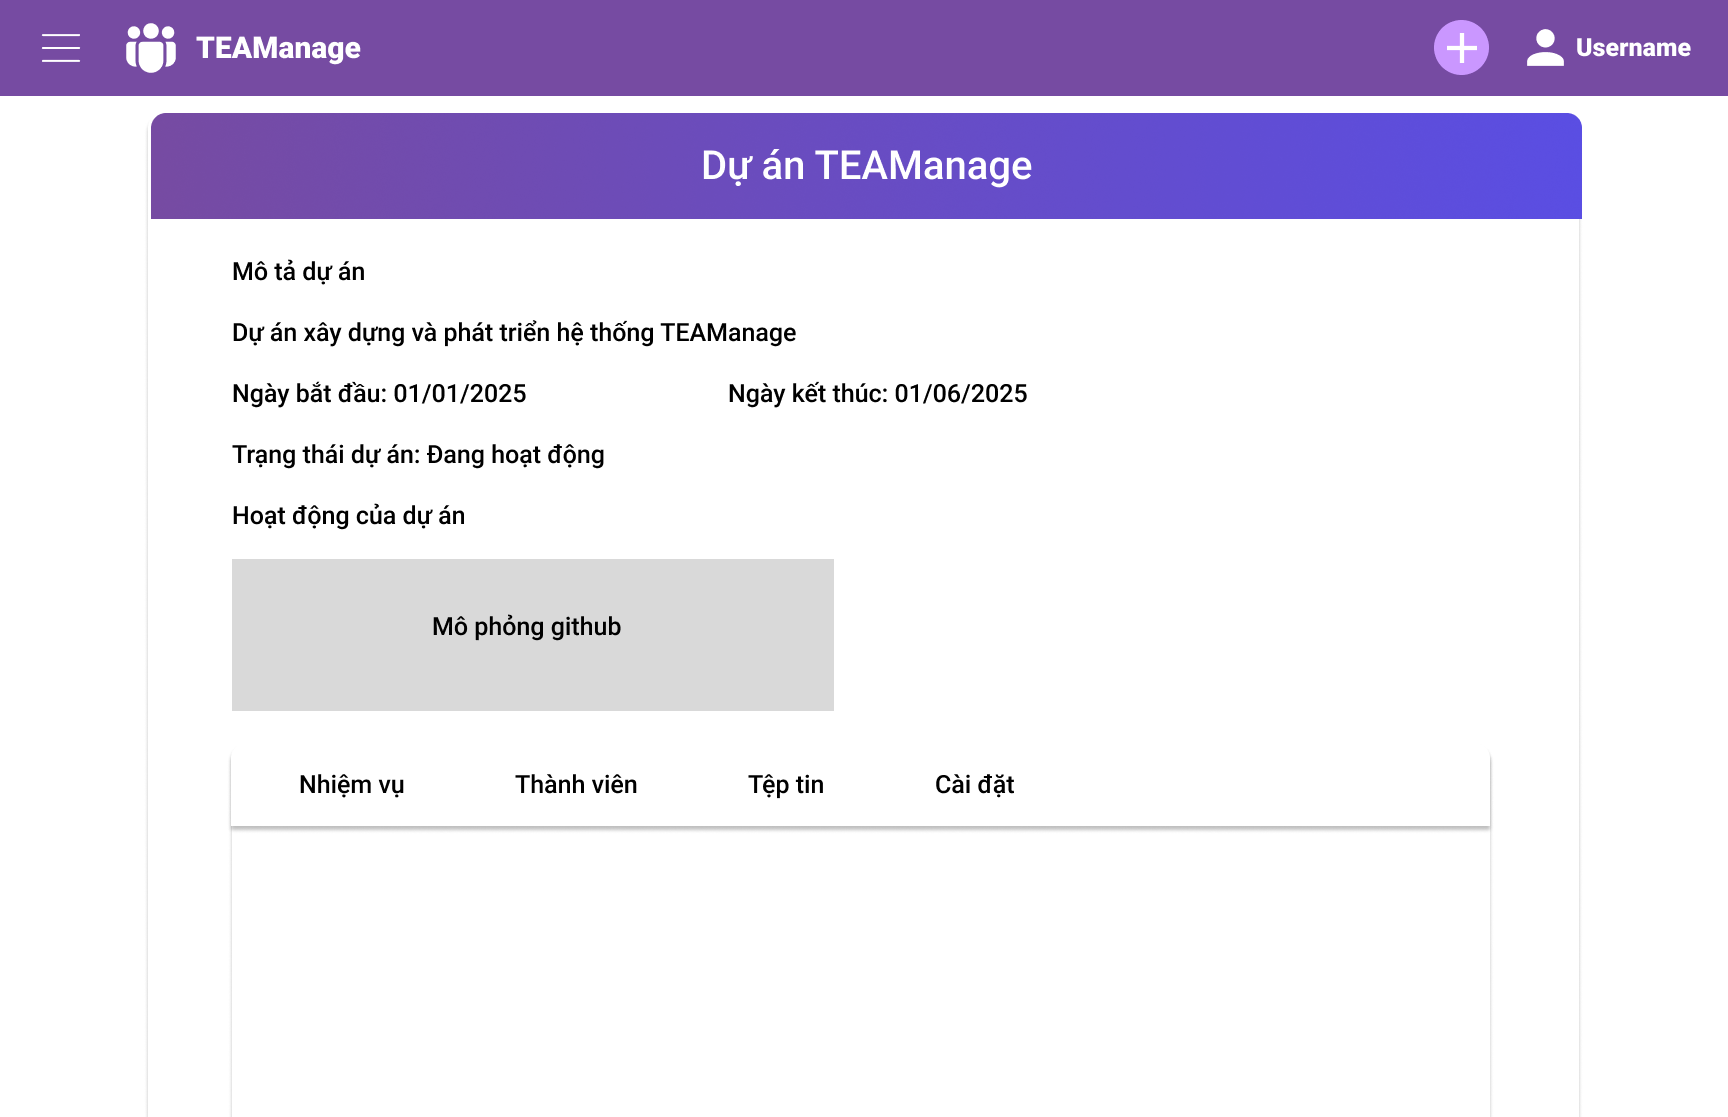 TEAManage
Username
Dự án TEAManage
Mô tả dự án
Dự án xây dựng và phát triển hệ thống TEAManage
Ngày bắt đầu: 01/01/2025 Ngày kết thúc: 01/06/2025
Trạng thái dự án: Đang hoạt động
Hoạt động của dự án
Mô phỏng github
Nhiệm vụ Thành viên Tệp tin Cài đặt